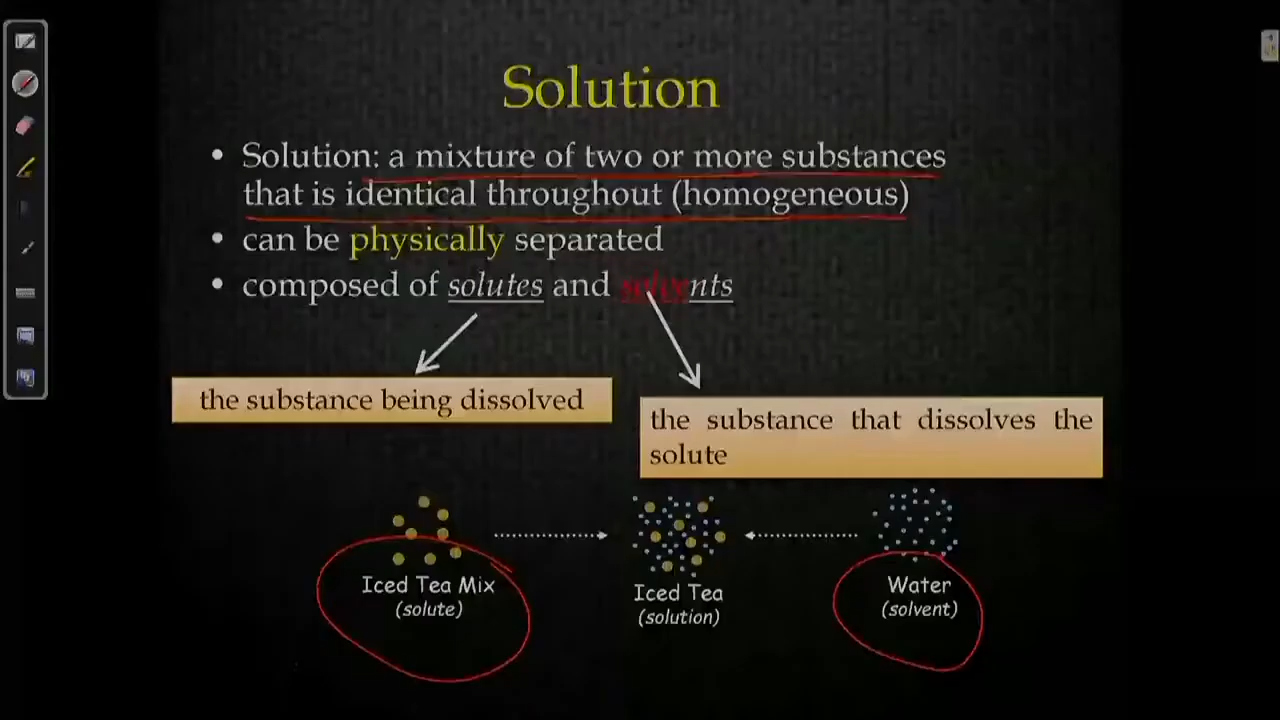 Solution
• Solution: a mixture of two or more substances
that is identical throughout (homogeneous)
• can be physically separated
• composed of solutes and solvents
the substance being dissolved
the substance that dissolves the
solute
Iced Tea Mix
(solute)
Iced Tea
(solution)
Water
(solvent)